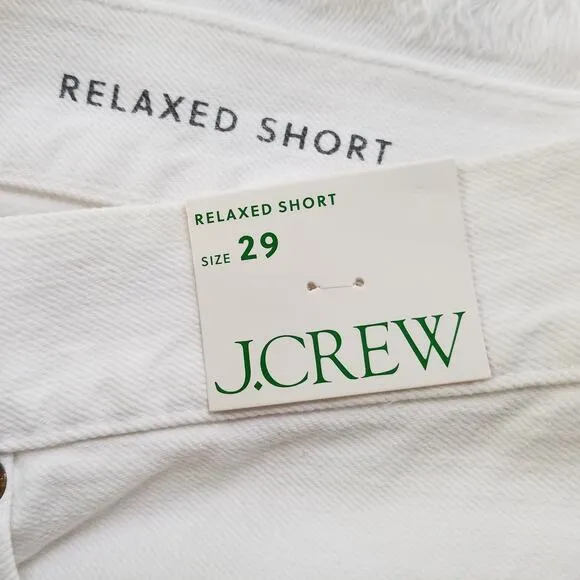 RELAXED SHORT
RELAXED SHORT
SIZE 29
J.CREW